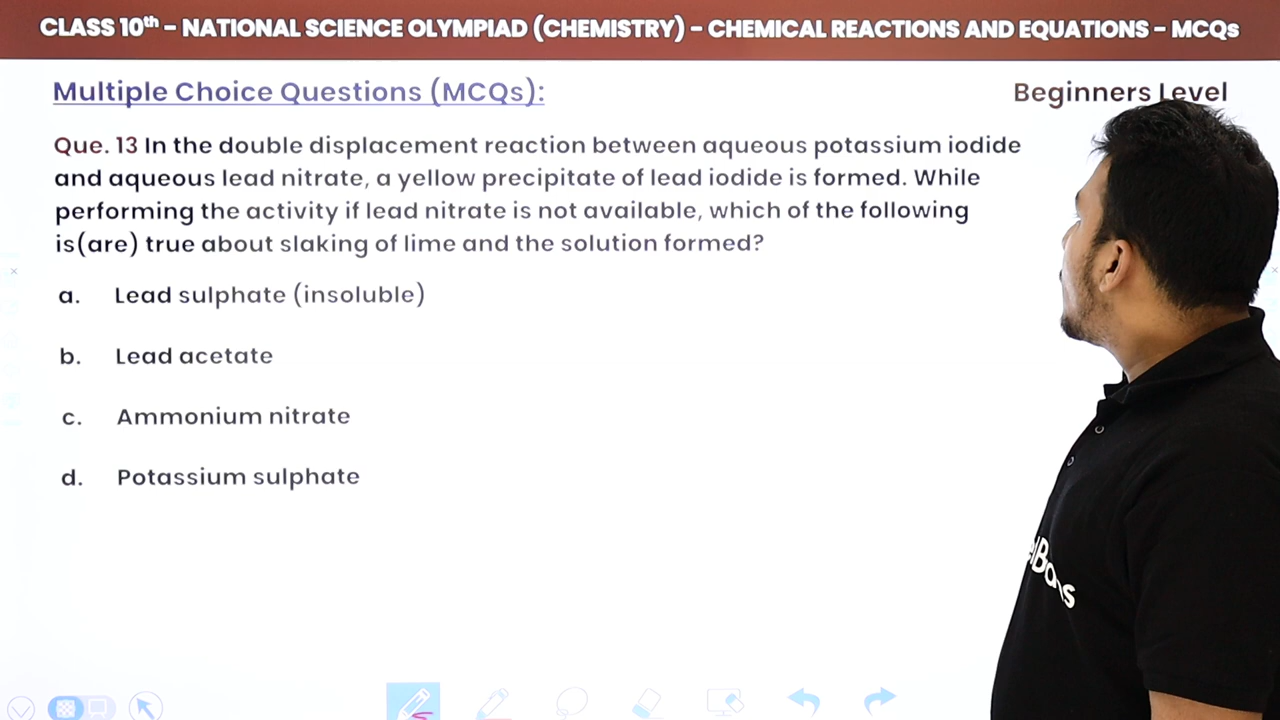 CLASS 10th - NATIONAL SCIENCE OLYMPIAD (CHEMISTRY) - CHEMICAL REACTIONS AND EQUATIONS - MCQs
Multiple Choice Questions (MCQs):
Beginners Level
Que. 13 In the double displacement reaction between aqueous potassium iodide
and aqueous lead nitrate, a yellow precipitate of lead iodide is formed. While
performing the activity if lead nitrate is not available, which of the following
is(are) true about slaking of lime and the solution formed?
a. Lead sulphate (insoluble)
b. Lead acetate
c. Ammonium nitrate
d. Potassium sulphate